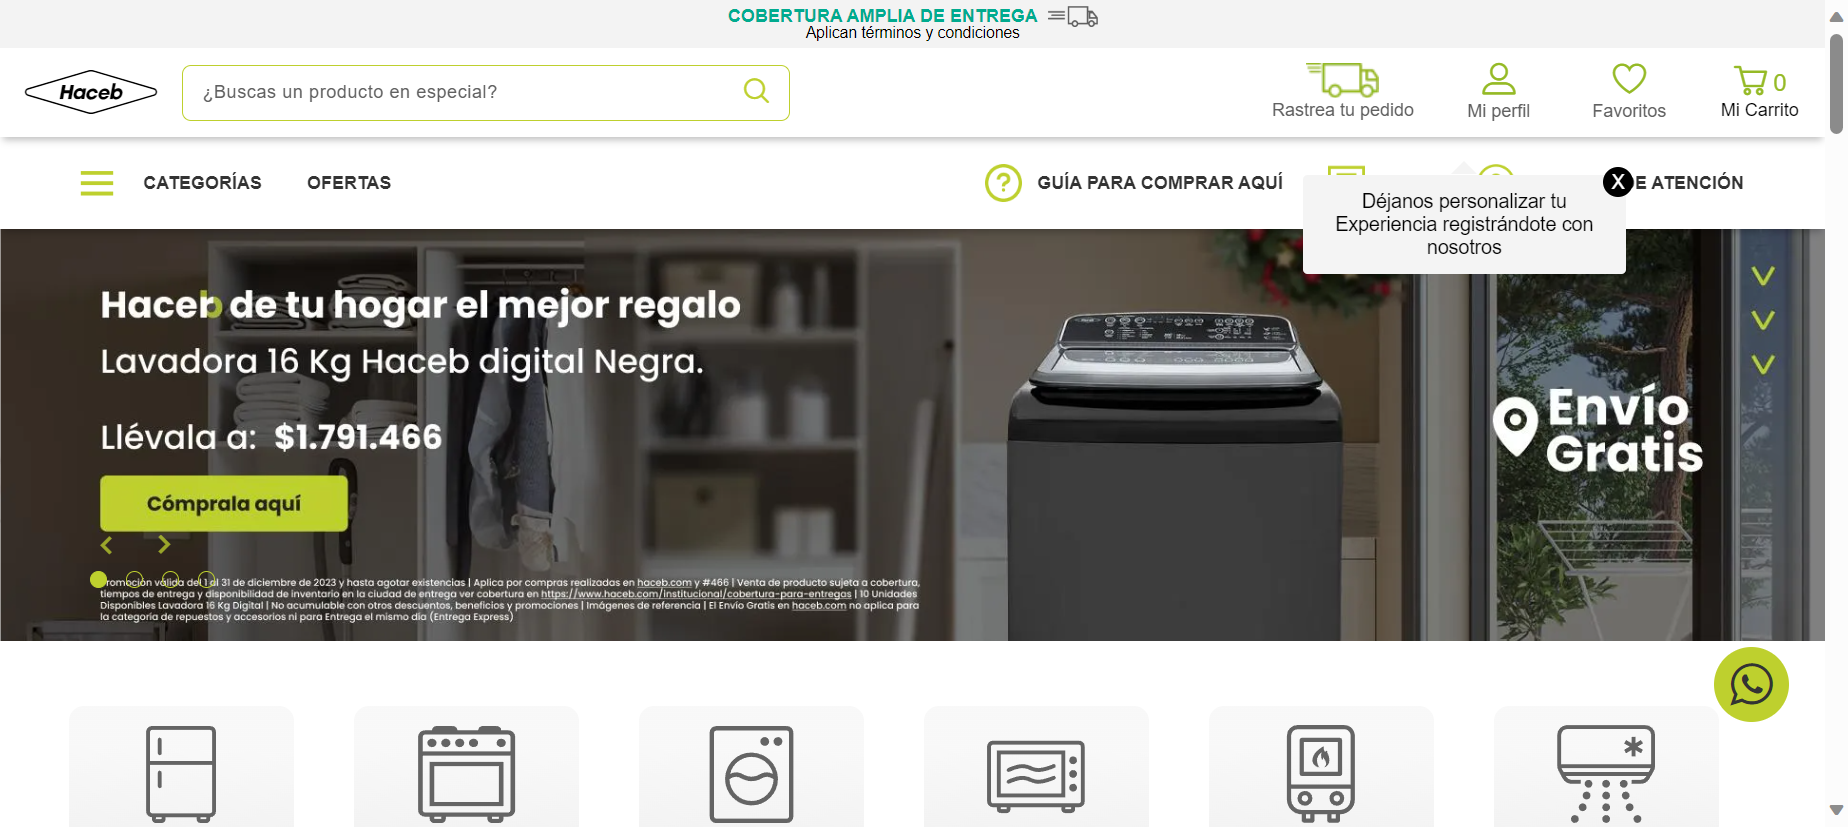 COBERTURA AMPLIA DE ENTREGA
Aplican términos y condiciones
Haceb
¿Buscas un producto en especial?
Rastrea tu pedido
Mi perfil
Favoritos
0
Mi Carrito
CATEGORÍAS
OFERTAS
GUÍA PARA COMPRAR AQUÍ
E ATENCIÓN
X
Déjanos personalizar tu
Experiencia registrándote con
nosotros
Haceb de tu hogar el mejor regalo
Lavadora 16 Kg Haceb digital Negra.
Llévala a: $1.791.466
Cómprala aquí
Envío
Gratis
Promoción válida del 1 al 31 de diciembre de 2023 y hasta agotar existencias | Aplica por compras realizadas en haceb.com y #466 | Venta de producto sujeta a cobertura,
tiempos de entrega y disponibilidad de inventario en la ciudad de entrega ver cobertura en https://www.haceb.com/institucional/cobertura-para-entregas | 10 Unidades
Disponibles Lavadora 16 Kg Digital | No acumulable con otros descuentos, beneficios y promociones | Imágenes de referencia | El Envío Gratis en haceb.com no aplica para
la categoría de repuestos y accesorios ni para Entrega el mismo día (Entrega Express)